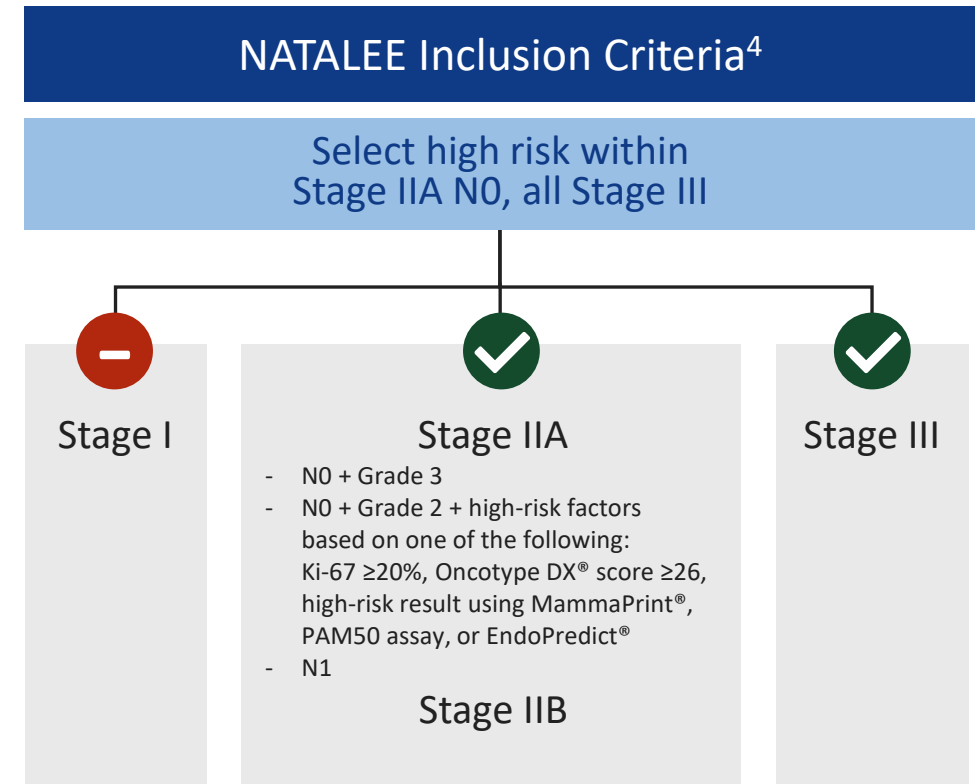 NATALEE Inclusion Criteria⁴
Select high risk within
Stage IIA N0, all Stage III
Stage I
Stage IIA
- N0 + Grade 3
- N0 + Grade 2 + high-risk factors
based on one of the following:
Ki-67 ≥20%, Oncotype DX® score ≥26,
high-risk result using MammaPrint®,
PAM50 assay, or EndoPredict®
- N1
Stage IIB
Stage III